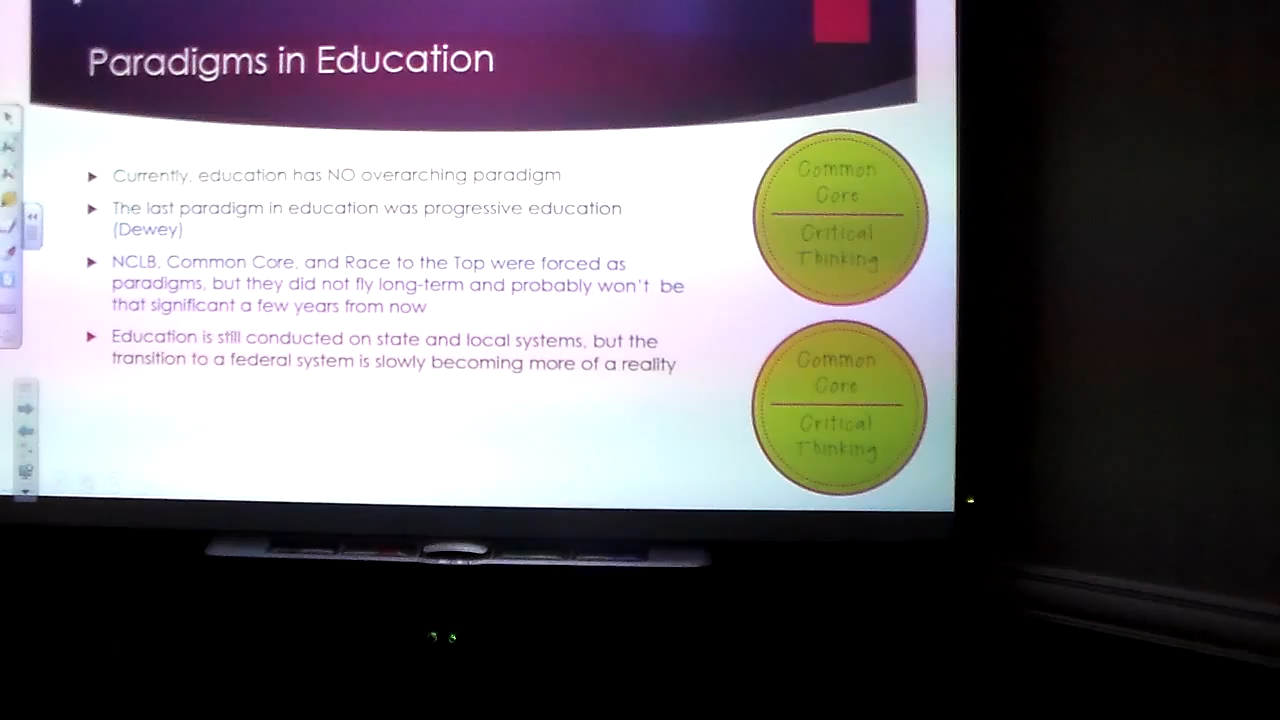 Paradigms in Education
Currently, education has NO overarching paradigm
The last paradigm in education was progressive education
(Dewey)
NCLB, Common Core, and Race to the Top were forced as
paradigms, but they did not fly long-term and probably won't be
that significant a few years from now
Education is still conducted on state and local systems, but the
transition to a federal system is slowly becoming more of a reality
Common
Core
Critical
Thinking
Common
Core
Critical
Thinking